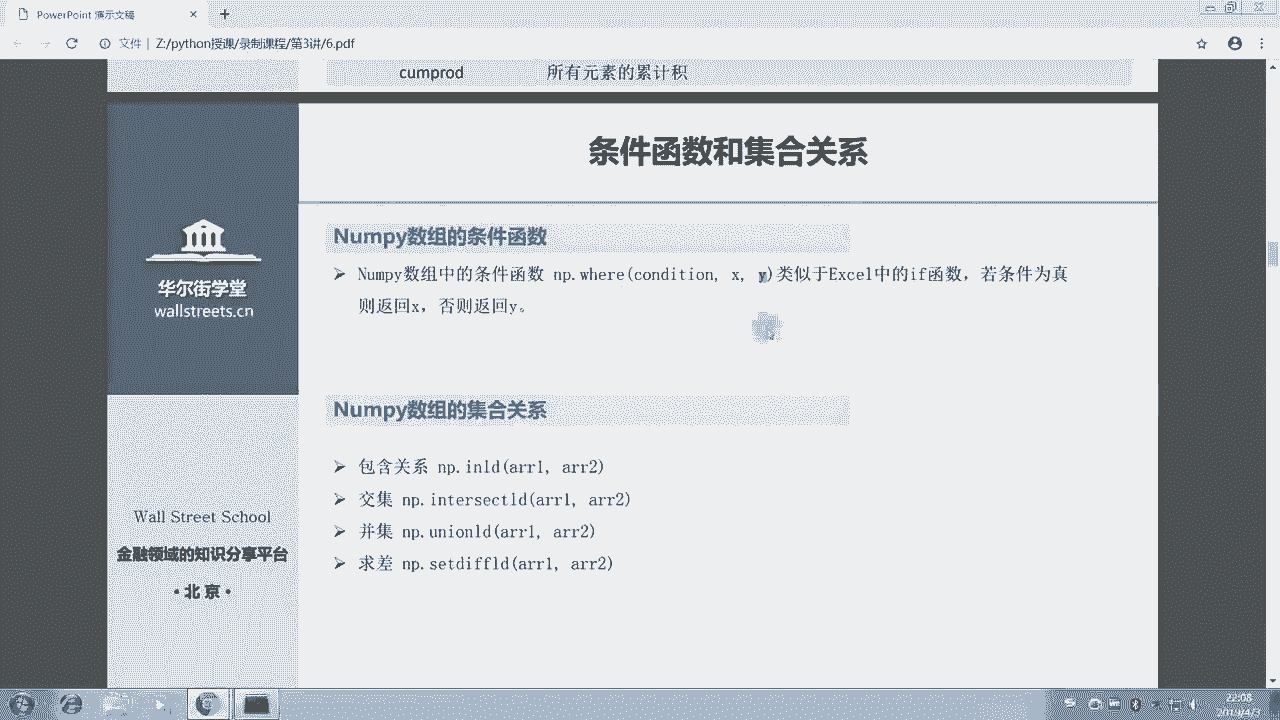 PowerPoint 演示文稿
文件 | Z:/python授课/录制课程/第3讲/6.pdf
cumprod 所有元素的累计积
条件函数和集合关系
Numpy数组的条件函数
Numpy数组中的条件函数 np.where(condition, x, y)类似于Excel中的if函数，若条件为真
则返回x，否则返回y。
华尔街学堂
wallstreets.cn
Numpy数组的集合关系
包含关系 np.in1d(arr1, arr2)
交集 np.intersect1d(arr1, arr2)
并集 np.union1d(arr1, arr2)
求差 np.setdiff1d(arr1, arr2)
Wall Street School
金融领域的知识分享平台
• 北 京 •
22:08